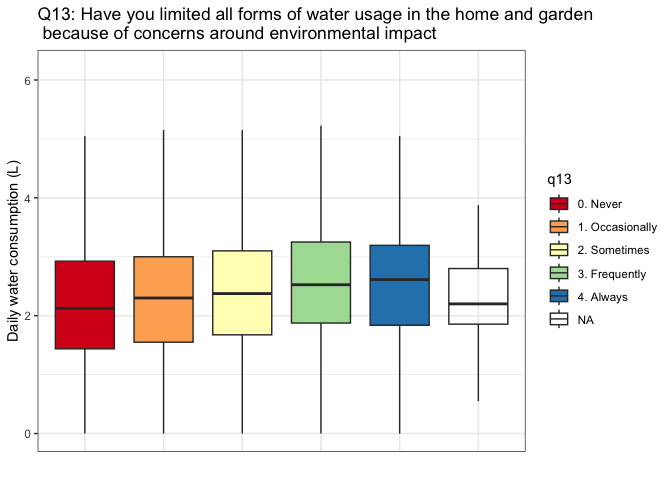 Q13: Have you limited all forms of water usage in the home and garden
because of concerns around environmental impact
Daily water consumption (L)
6
4
2
0
q13
0. Never
1. Occasionally
2. Sometimes
3. Frequently
4. Always
NA